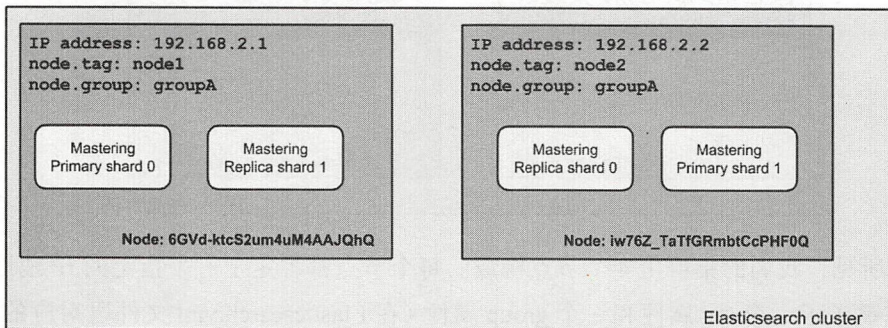 IP address: 192.168.2.1
node.tag: node1
node.group: groupA
Mastering
Primary shard 0
Mastering
Replica shard 1
Node: 6GVd-ktcS2um4uM4AAJQhQ
IP address: 192.168.2.2
node.tag: node2
node.group: groupA
Mastering
Replica shard 0
Mastering
Primary shard 1
Node: iw76Z_TaTfGRmbtCcPHF0Q
Elasticsearch cluster